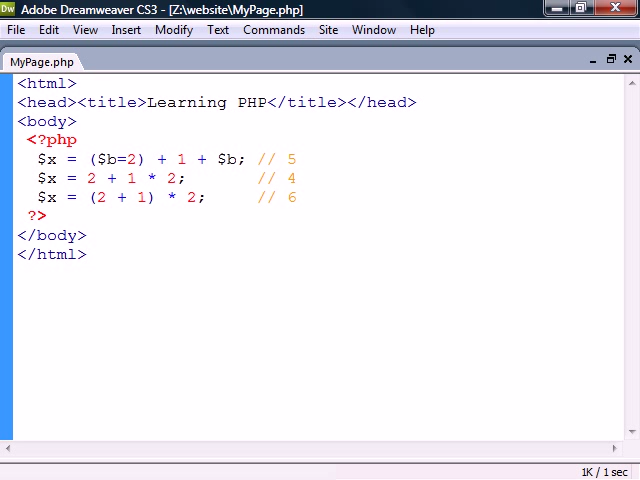 Dw Adobe Dreamweaver CS3 - [Z:\website\MyPage.php]
File Edit View Insert Modify Text Commands Site Window Help
MyPage.php
<html>
<head><title>Learning PHP</title></head>
<body>
<?php
$x = ($b=2) + 1 + $b; // 5
$x = 2 + 1 * 2; // 4
$x = (2 + 1) * 2; // 6
?>
</body>
</html>
1K / 1 sec